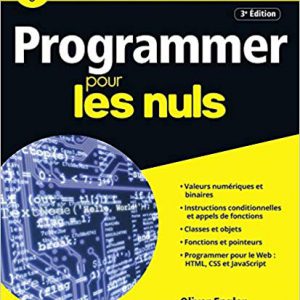 3e Édition
Programmer
pour
les nuls
• Valeurs numériques et
binaires
• Instructions conditionnelles
et appels de fonctions
• Classes et objets
• Fonctions et pointeurs
• Programmer pour le Web :
HTML, CSS et JavaScript